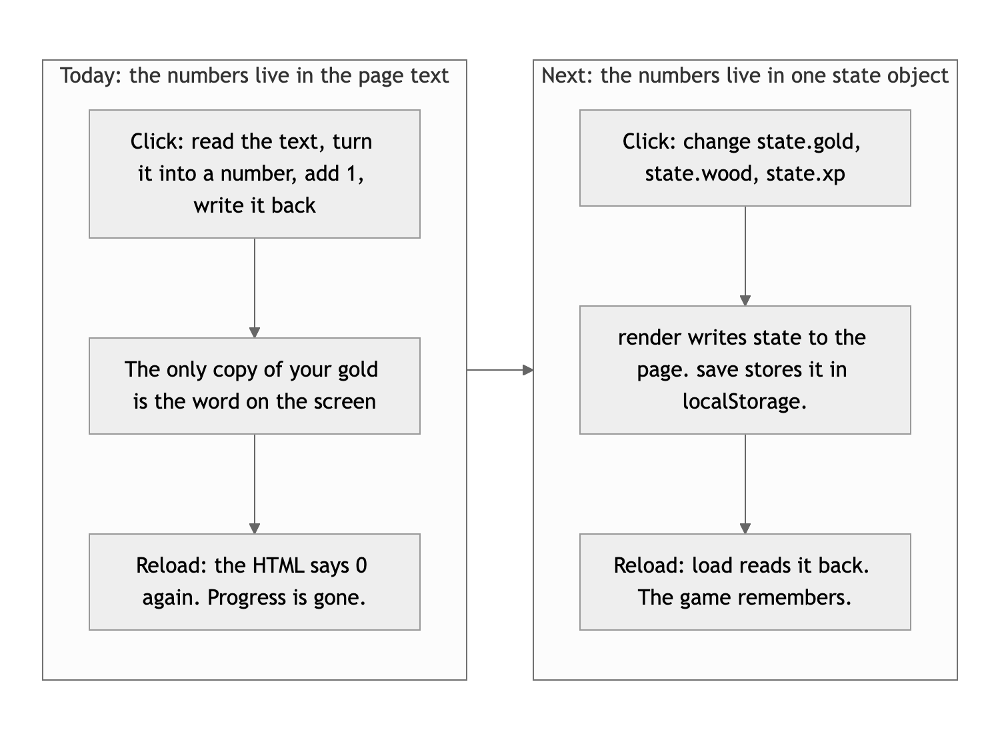 Today: the numbers live in the page text
Click: read the text, turn
it into a number, add 1,
write it back
The only copy of your gold
is the word on the screen
Reload: the HTML says 0
again. Progress is gone.
Next: the numbers live in one state object
Click: change state.gold,
state.wood, state.xp
render writes state to the
page. save stores it in
localStorage.
Reload: load reads it back.
The game remembers.